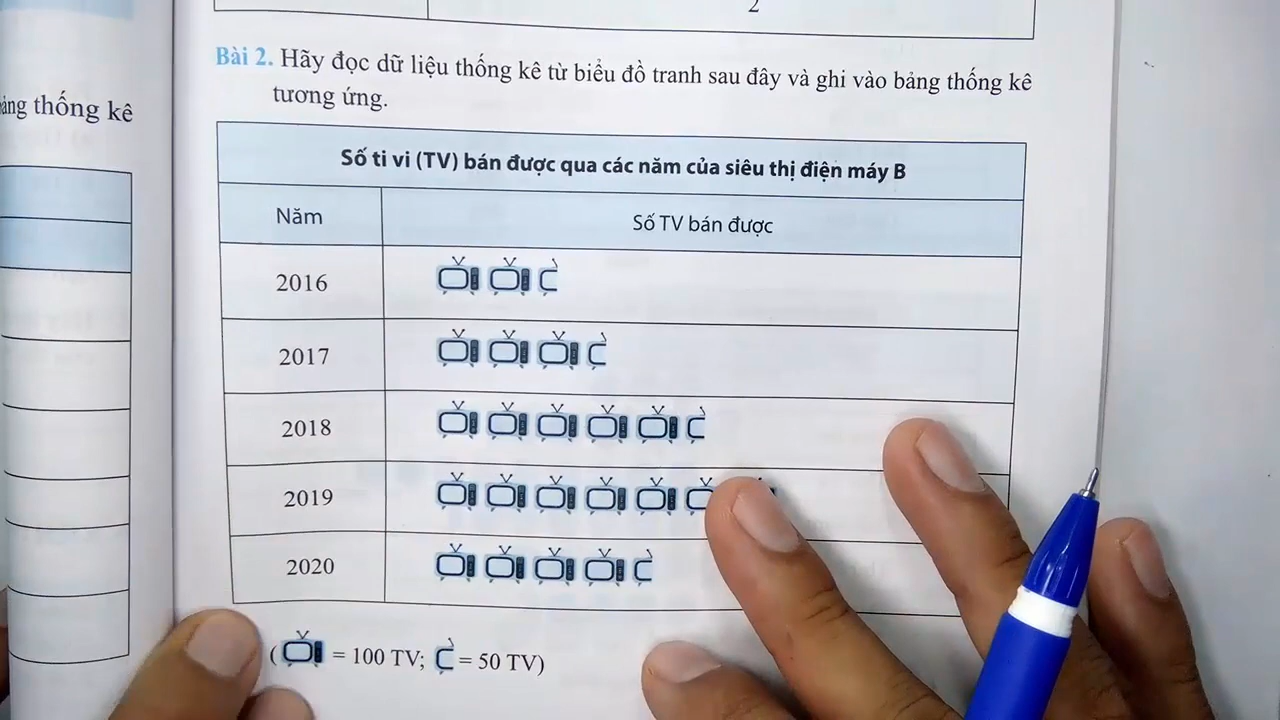 2
Bài 2. Hãy đọc dữ liệu thống kê từ biểu đồ tranh sau đây và ghi vào bảng thống kê
tương ứng.
thống kê
Số ti vi (TV) bán được qua các năm của siêu thị điện máy B
Năm Số TV bán được
2016
2017
2018
2019
2020
( = 100 TV; = 50 TV)